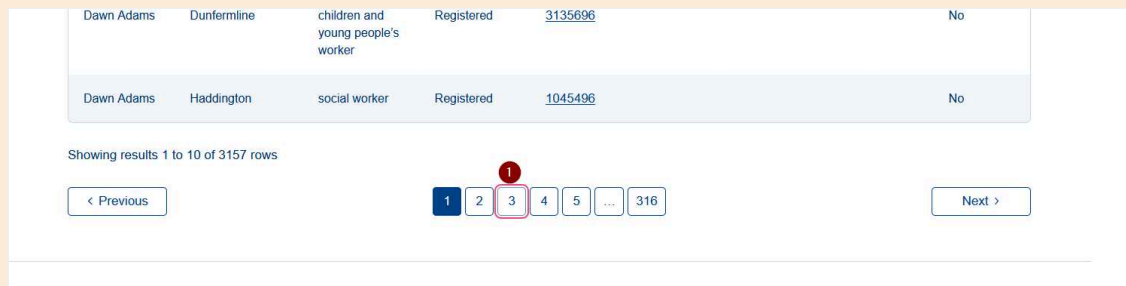 Dawn Adams Dunfermline children and Registered 3135696 No
young people's
worker
Dawn Adams Haddington social worker Registered 1045496 No
Showing results 1 to 10 of 3157 rows
1
< Previous 1 2 3 4 5 ... 316 Next >